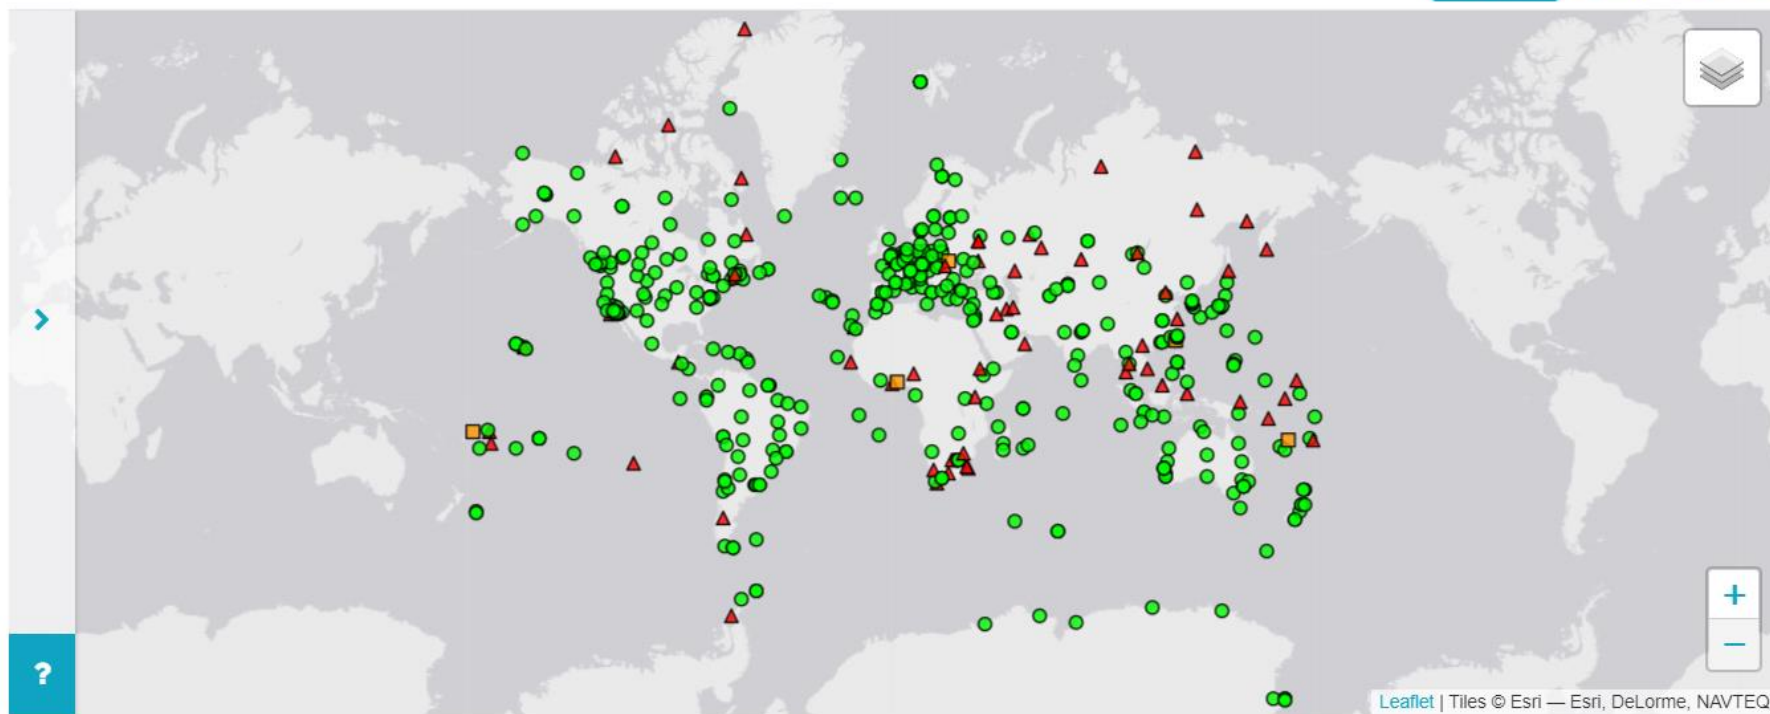 +
−
?
Leaflet | Tiles © Esri — Esri, DeLorme, NAVTEQ